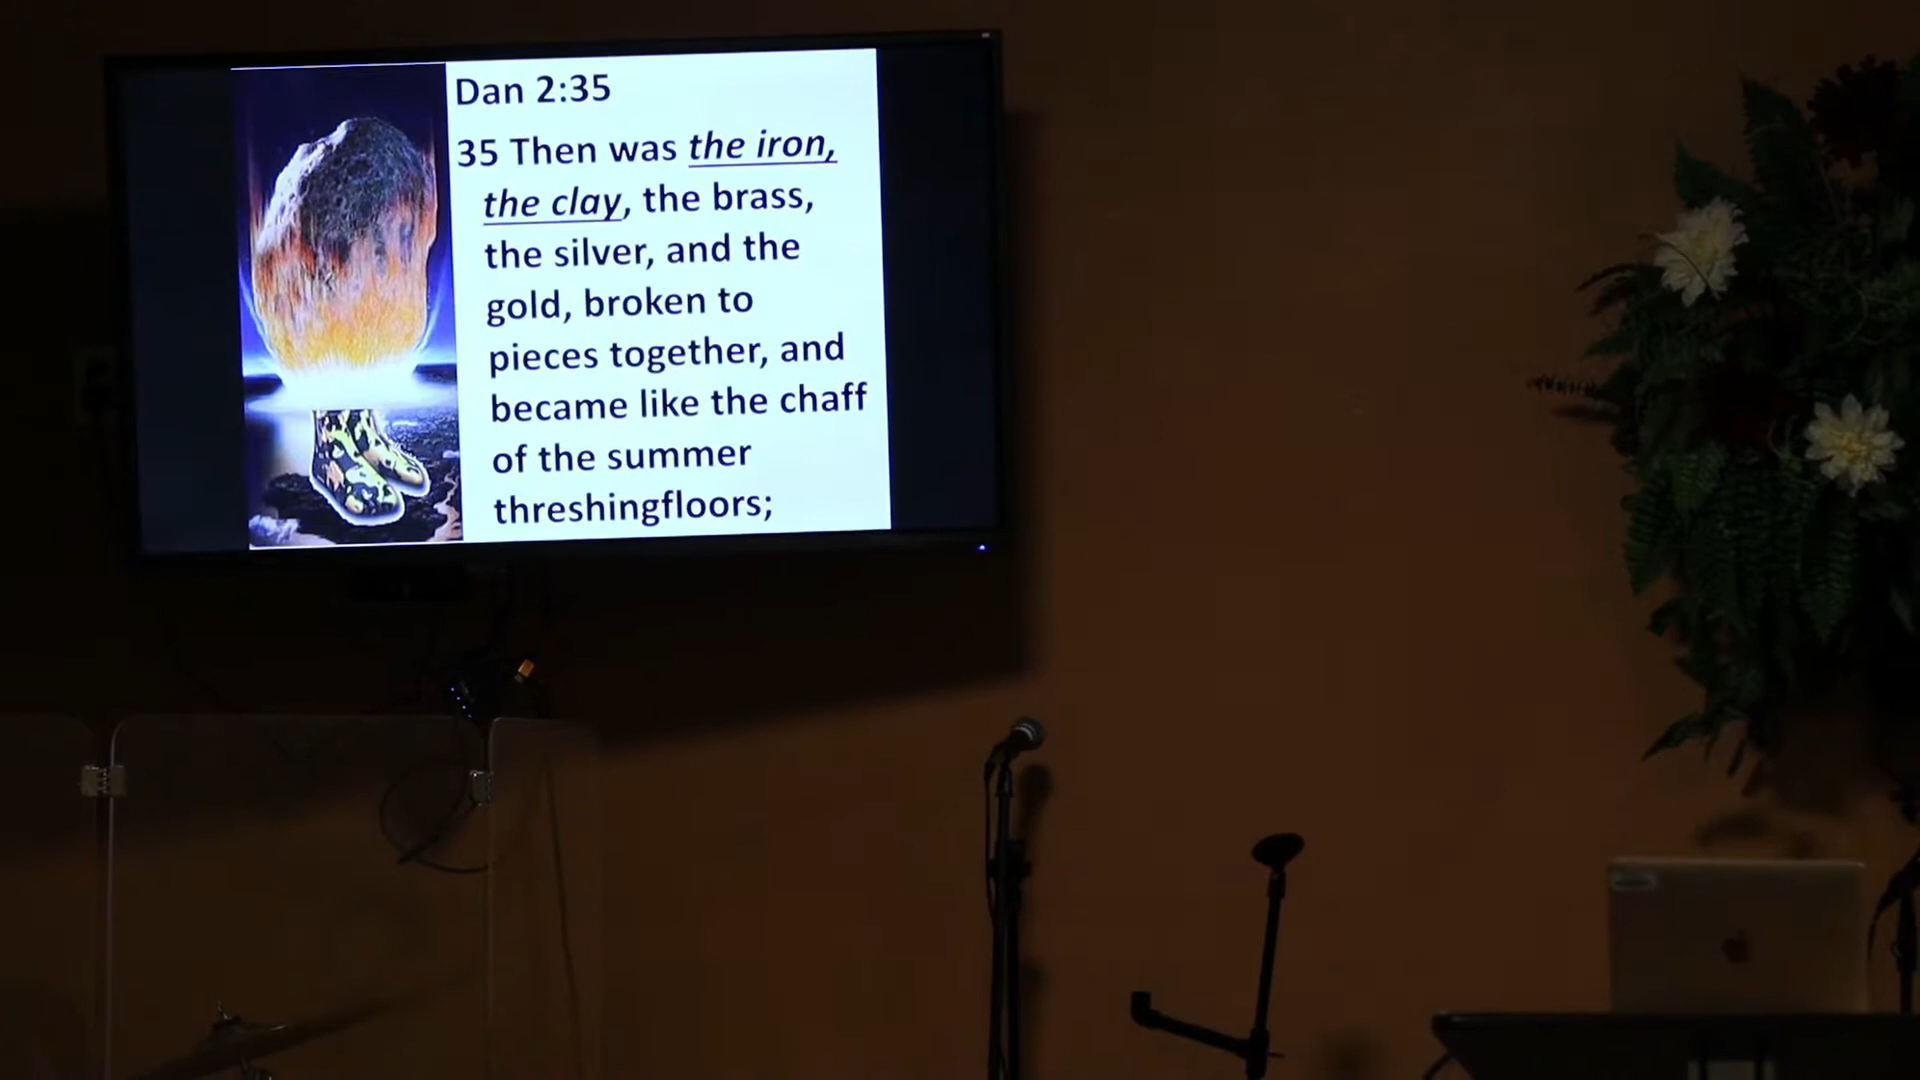 Dan 2:35
35 Then was the iron,
the clay, the brass,
the silver, and the
gold, broken to
pieces together, and
became like the chaff
of the summer
threshingfloors;